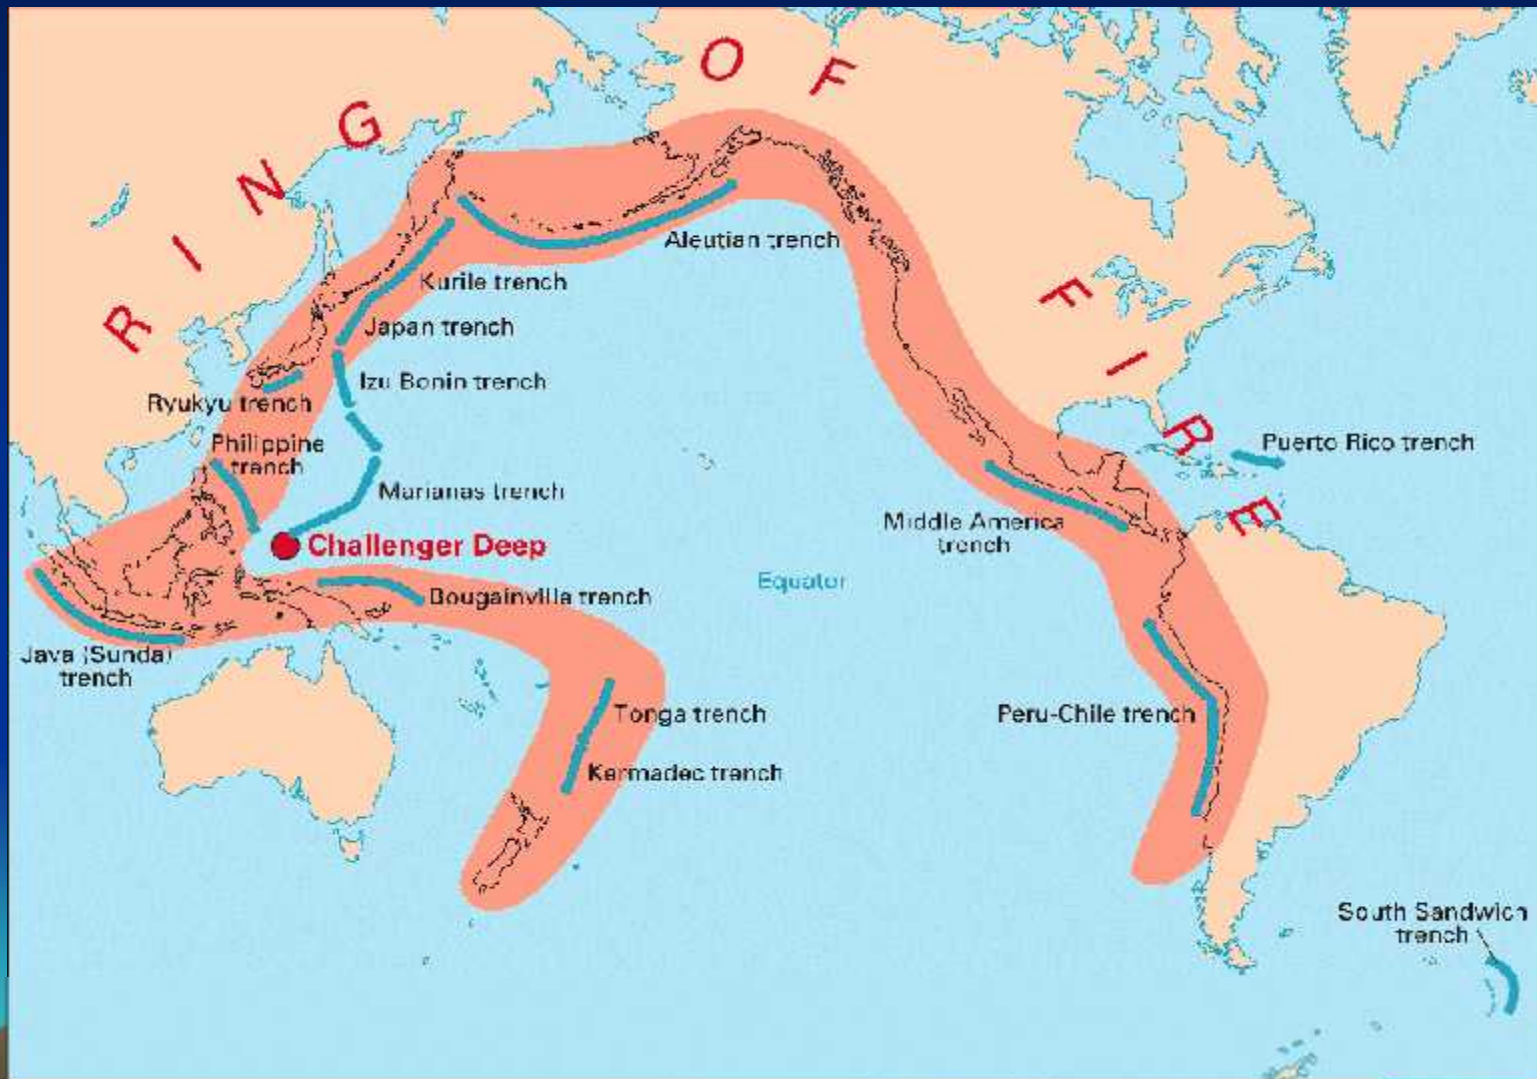 RING OF FIRE
Aleutian trench
Kurile trench
Japan trench
Izu Bonin trench
Ryukyu trench
Philippine
trench
Marianas trench
Challenger Deep
Bougainville trench
Java (Sunda)
trench
Tonga trench
Kermadec trench
Equator
Puerto Rico trench
Middle America
trench
Peru-Chile trench
South Sandwich
trench